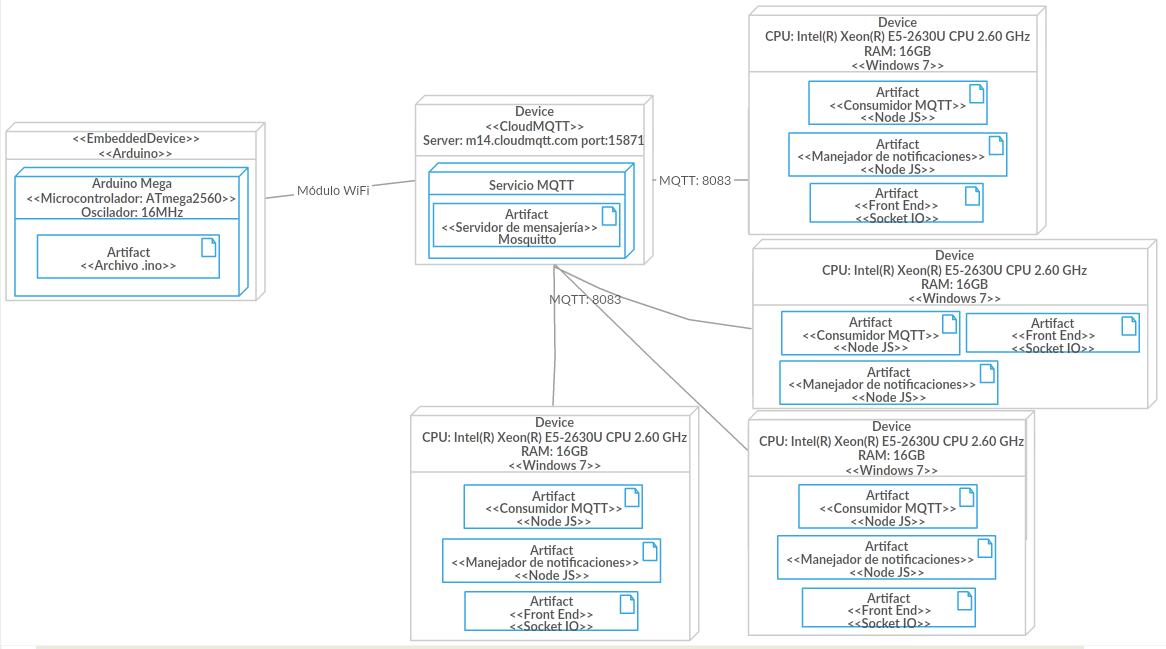 <<EmbeddedDevice>>
<<Arduino>>
Arduino Mega
<<Microcontrolador: ATmega2560>>
Oscilador: 16MHz
Artifact
<<Archivo .ino>>
Módulo WiFi
Device
<<CloudMQTT>>
Server: m14.cloudmqtt.com port:15871
Servicio MQTT
Artifact
<<Servidor de mensajería>>
Mosquitto
MQTT: 8083
MQTT: 8083
Device
CPU: Intel(R) Xeon(R) E5-2630U CPU 2.60 GHz
RAM: 16GB
<<Windows 7>>
Artifact
<<Consumidor MQTT>>
<<Node JS>>
Artifact
<<Manejador de notificaciones>>
<<Node JS>>
Artifact
<<Front End>>
<<Socket IO>>
Device
CPU: Intel(R) Xeon(R) E5-2630U CPU 2.60 GHz
RAM: 16GB
<<Windows 7>>
Artifact
<<Consumidor MQTT>>
<<Node JS>>
Artifact
<<Front End>>
<<Socket IO>>
Artifact
<<Manejador de notificaciones>>
<<Node JS>>
Device
CPU: Intel(R) Xeon(R) E5-2630U CPU 2.60 GHz
RAM: 16GB
<<Windows 7>>
Artifact
<<Consumidor MQTT>>
<<Node JS>>
Artifact
<<Manejador de notificaciones>>
<<Node JS>>
Artifact
<<Front End>>
<<Socket IO>>
Device
CPU: Intel(R) Xeon(R) E5-2630U CPU 2.60 GHz
RAM: 16GB
<<Windows 7>>
Artifact
<<Consumidor MQTT>>
<<Node JS>>
Artifact
<<Manejador de notificaciones>>
<<Node JS>>
Artifact
<<Front End>>
<<Socket IO>>